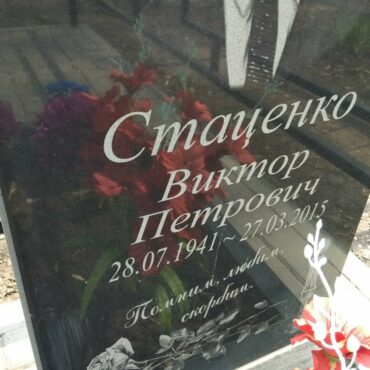 Стаценко
Виктор
Петрович
28.07.1941 ~ 27.03.2015
Помним, любим,
скорбим.